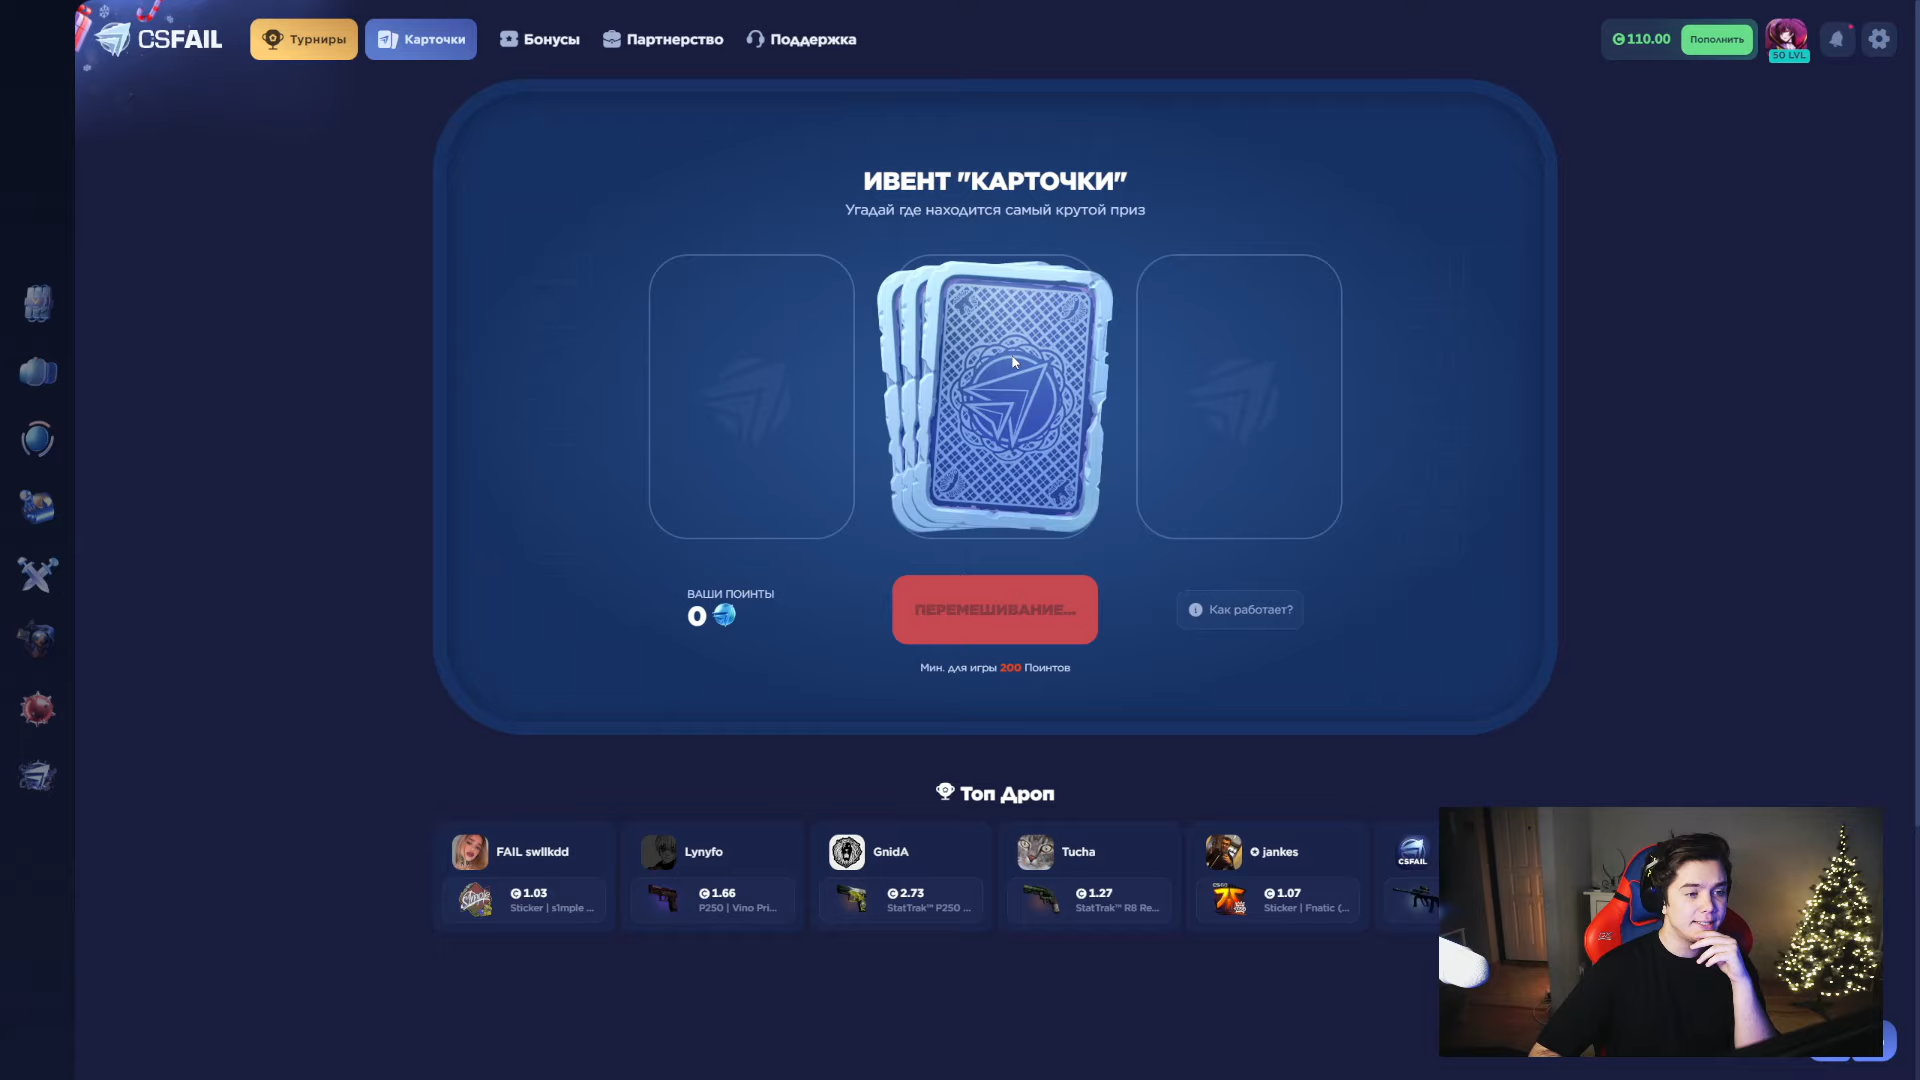 CSFAIL
Турниры
Карточки
Бонусы
Партнерство
Поддержка
110.00
Пополнить
50 LVL
ИВЕНТ "КАРТОЧКИ"
Угадай где находится самый крутой приз
ВАШИ ПОИНТЫ
0
ПЕРЕМЕШИВАНИЕ...
Как работает?
Мин. для игры 200 Поинтов
Топ Дроп
FAIL swllkdd
Lynyfo
GnidA
Tucha
jankes
CSFAIL
1.03
Sticker | s1mple ...
1.66
P250 | Vino Pri...
2.73
StatTrak™ P250 ...
1.27
StatTrak™ R8 Re...
1.07
Sticker | Fnatic (...